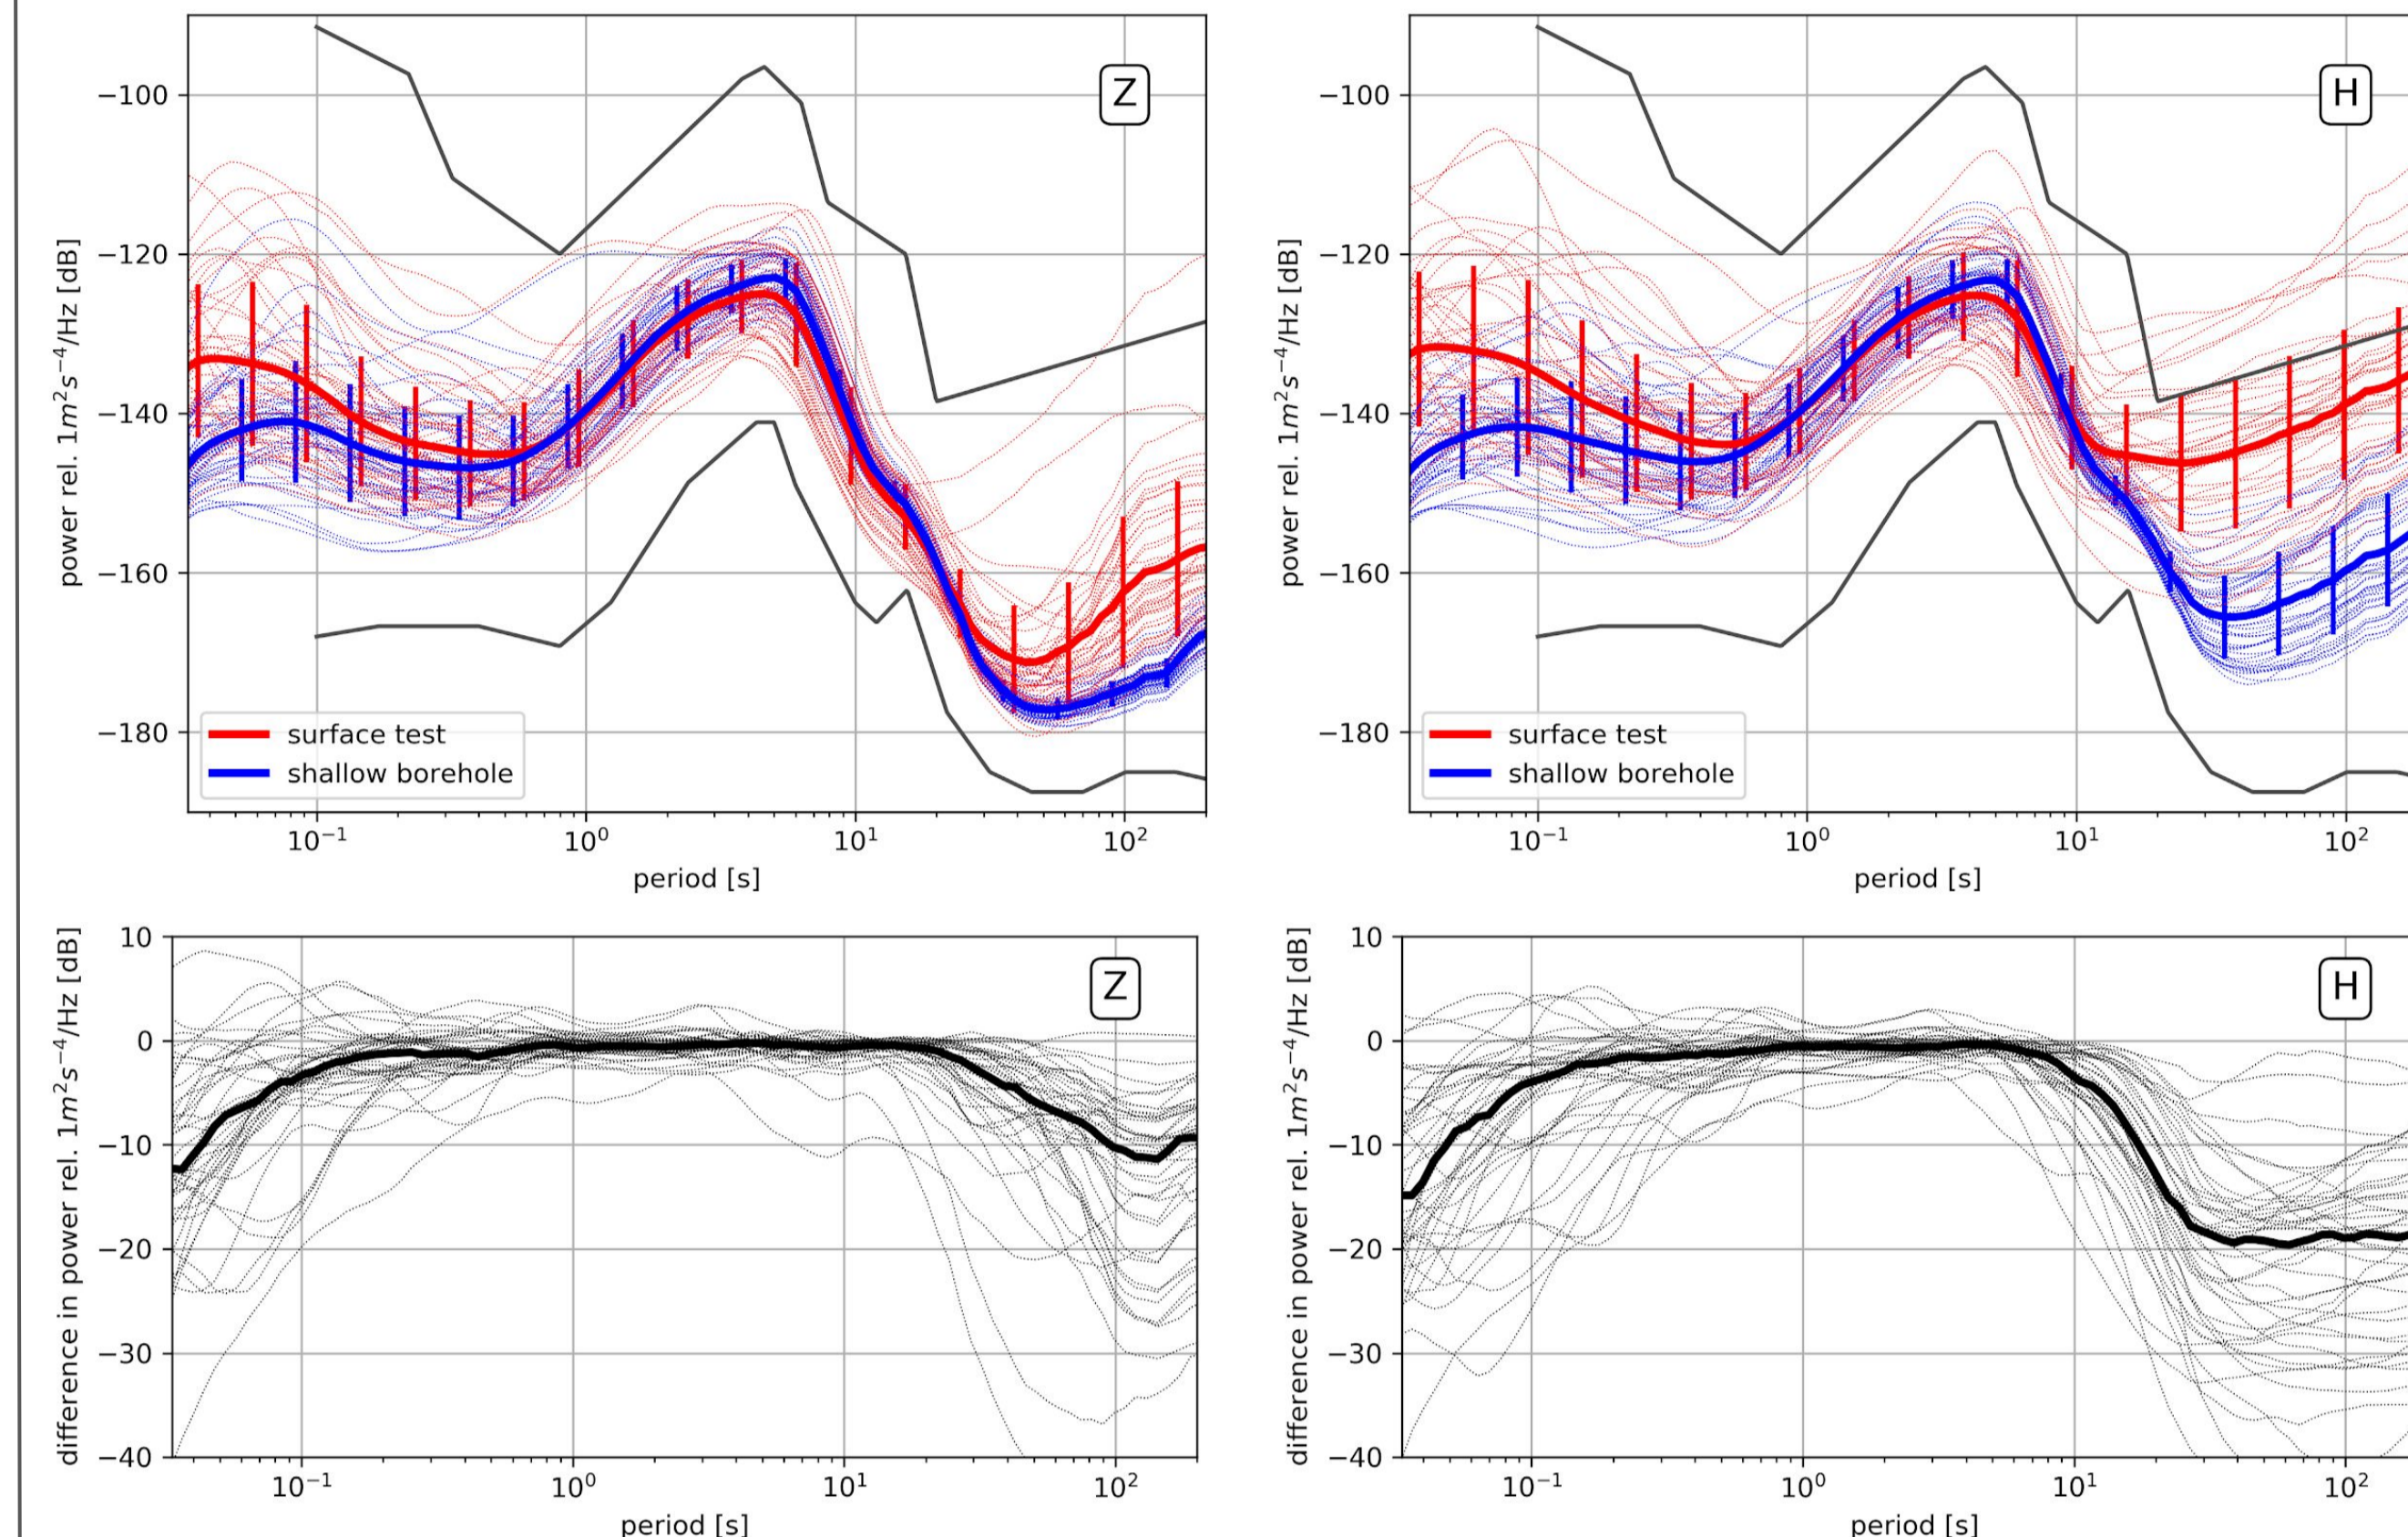 Z
−100
−120
−140
−160
−180
power rel. 1m²s⁻⁴/Hz [dB]
surface test
shallow borehole
10⁻¹ 10⁰ 10¹ 10²
period [s]
H
−100
−120
−140
−160
−180
power rel. 1m²s⁻⁴/Hz [dB]
surface test
shallow borehole
10⁻¹ 10⁰ 10¹ 10²
period [s]
Z
10
0
−10
−20
−30
−40
difference in power rel. 1m²s⁻⁴/Hz [dB]
10⁻¹ 10⁰ 10¹ 10²
period [s]
H
10
0
−10
−20
−30
−40
difference in power rel. 1m²s⁻⁴/Hz [dB]
10⁻¹ 10⁰ 10¹ 10²
period [s]